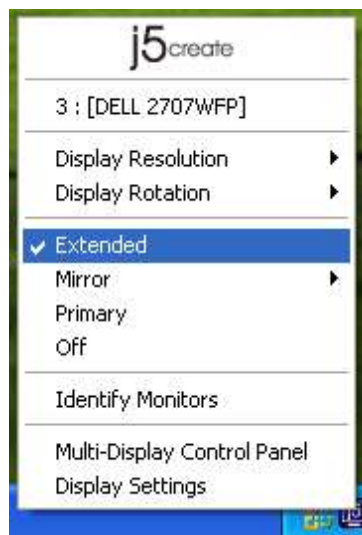 j5create
3 : [DELL 2707WFP]
Display Resolution
Display Rotation
Extended
Mirror
Primary
Off
Identify Monitors
Multi-Display Control Panel
Display Settings